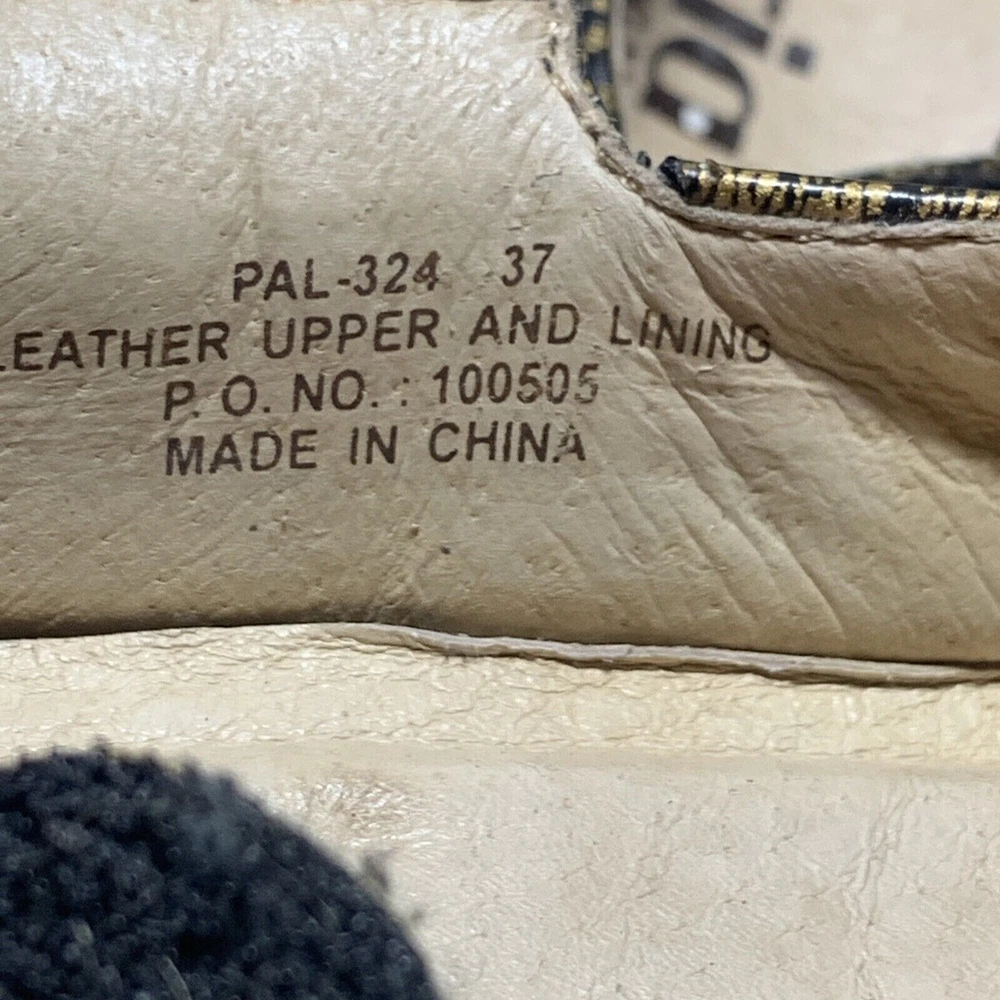 PAL-324 37
LEATHER UPPER AND LINING
P.O. NO.: 100505
MADE IN CHINA